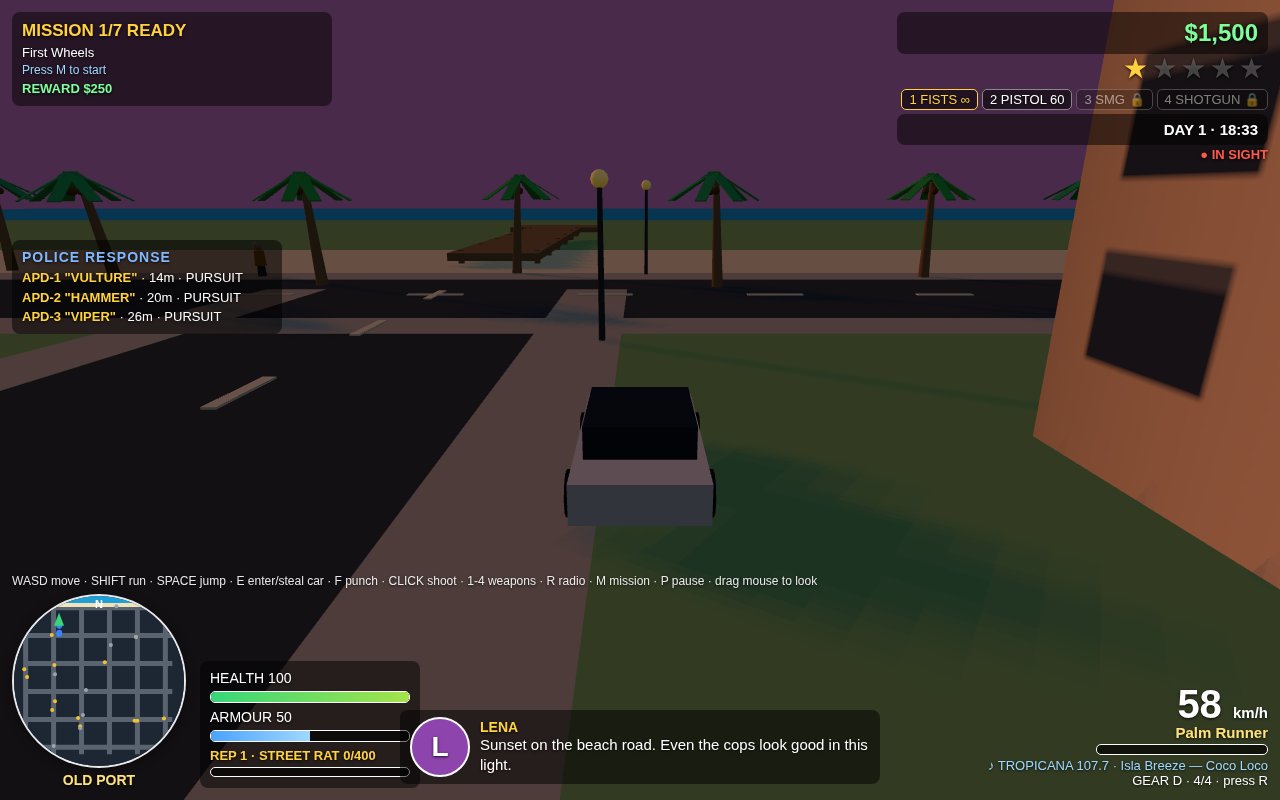 MISSION 1/7 READY
First Wheels
Press M to start
REWARD $250
$1,500
★★★★★
1 FISTS ∞ 2 PISTOL 60 3 SMG 🔒 4 SHOTGUN 🔒
DAY 1 · 18:33
● IN SIGHT
POLICE RESPONSE
APD-1 "VULTURE" · 14m · PURSUIT
APD-2 "HAMMER" · 20m · PURSUIT
APD-3 "VIPER" · 26m · PURSUIT
WASD move · SHIFT run · SPACE jump · E enter/steal car · F punch · CLICK shoot · 1-4 weapons · R radio · M mission · P pause · drag mouse to look
N
OLD PORT
HEALTH 100
ARMOUR 50
REP 1 · STREET RAT 0/400
L
LENA
Sunset on the beach road. Even the cops look good in this
light.
58 km/h
Palm Runner
♪ TROPICANA 107.7 · Isla Breeze — Coco Loco
GEAR D · 4/4 · press R